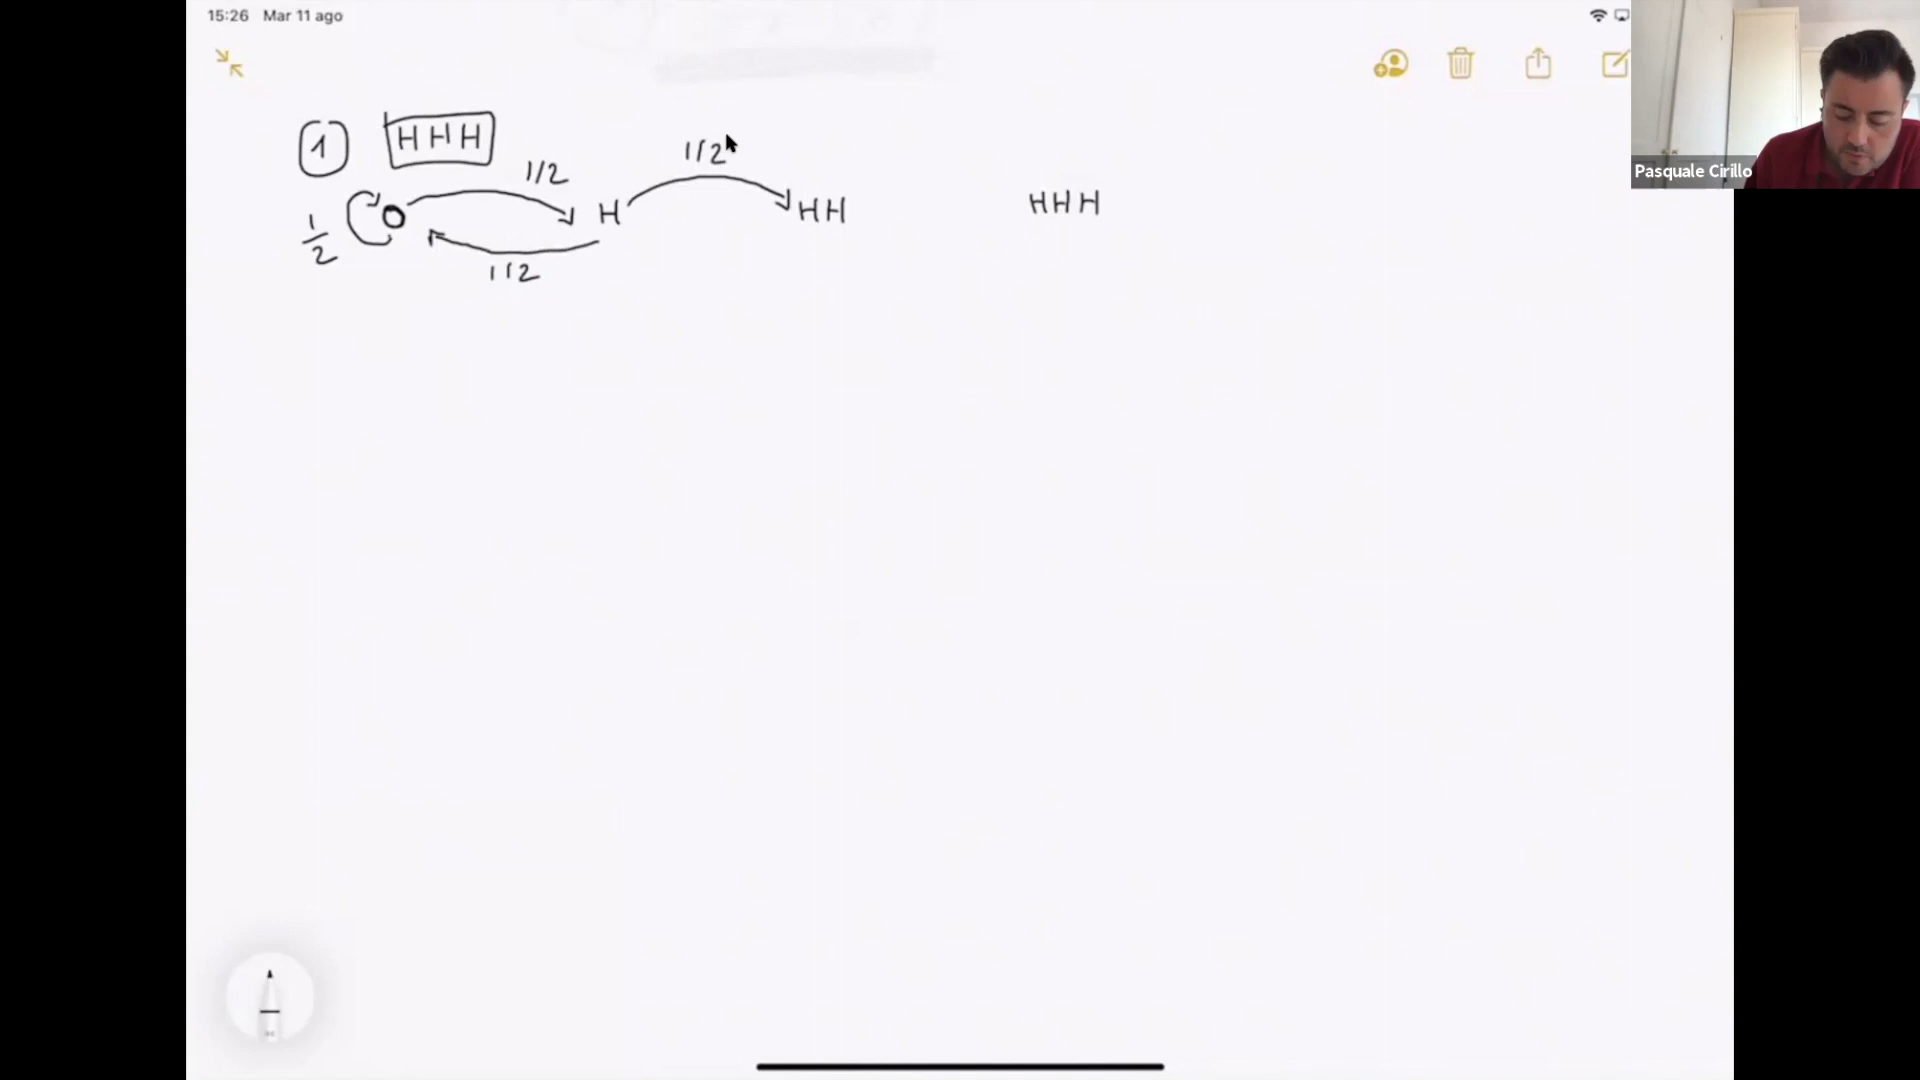 15:26 Mar 11 ago
Pasquale Cirillo
1 HHH
1/2 1/2
1/2 0 H HH HHH
1/2